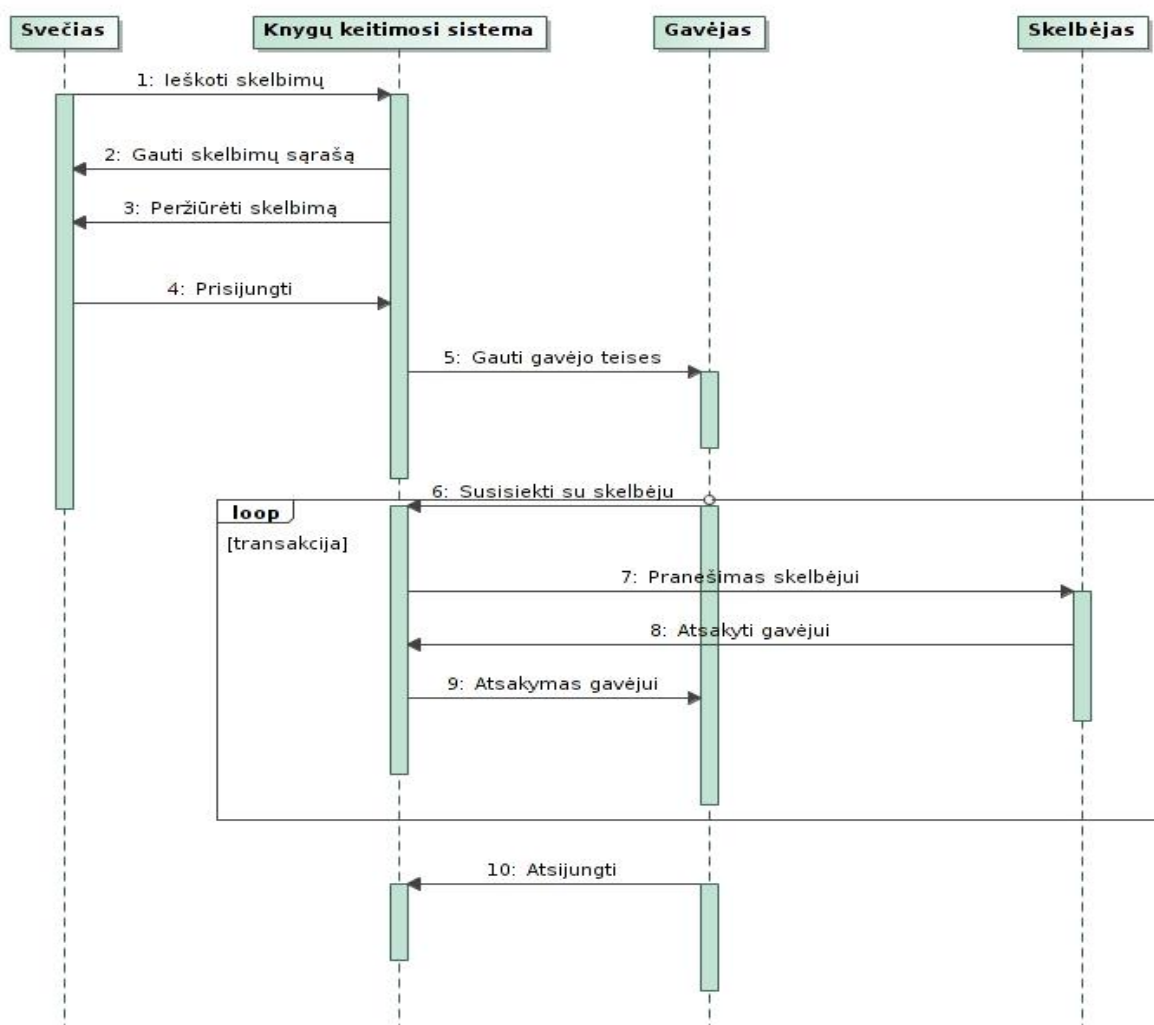 Svečias
Knygų keitimosi sistema
Gavėjas
Skelbėjas
1: Ieškoti skelbimų
2: Gauti skelbimų sąrašą
3: Peržiūrėti skelbimą
4: Prisijungti
5: Gauti gavėjo teises
6: Susisiekti su skelbėju
loop
[transakcija]
7: Pranešimas skelbėjui
8: Atsakyti gavėjui
9: Atsakymas gavėjui
10: Atsijungti